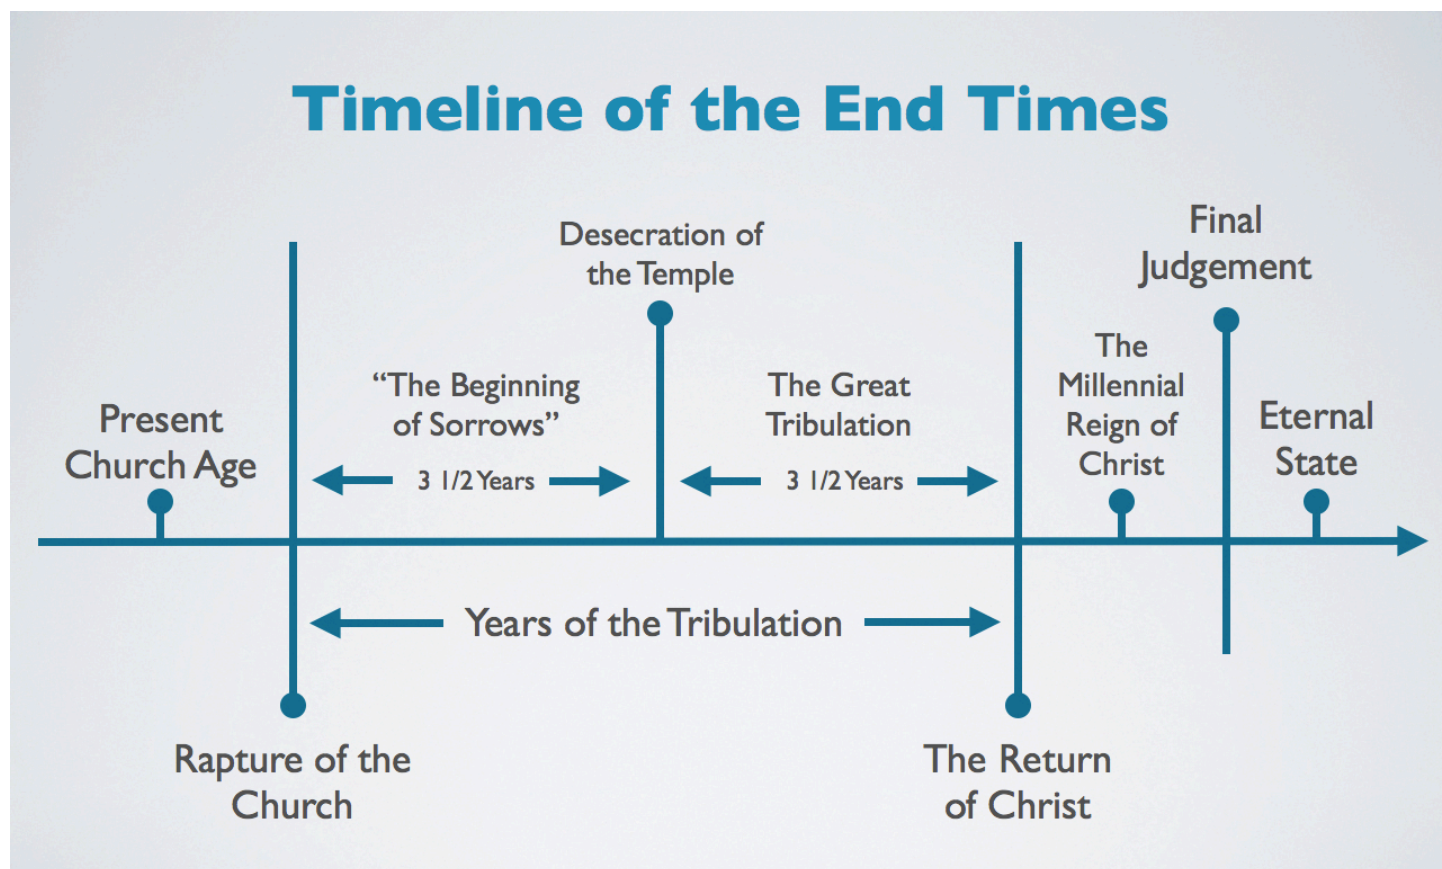 Timeline of the End Times
Present
Church Age
Rapture of the
Church
“The Beginning
of Sorrows”
3 1/2 Years
Desecration of
the Temple
The Great
Tribulation
3 1/2 Years
Years of the Tribulation
The Return
of Christ
The
Millennial
Reign of
Christ
Final
Judgement
Eternal
State